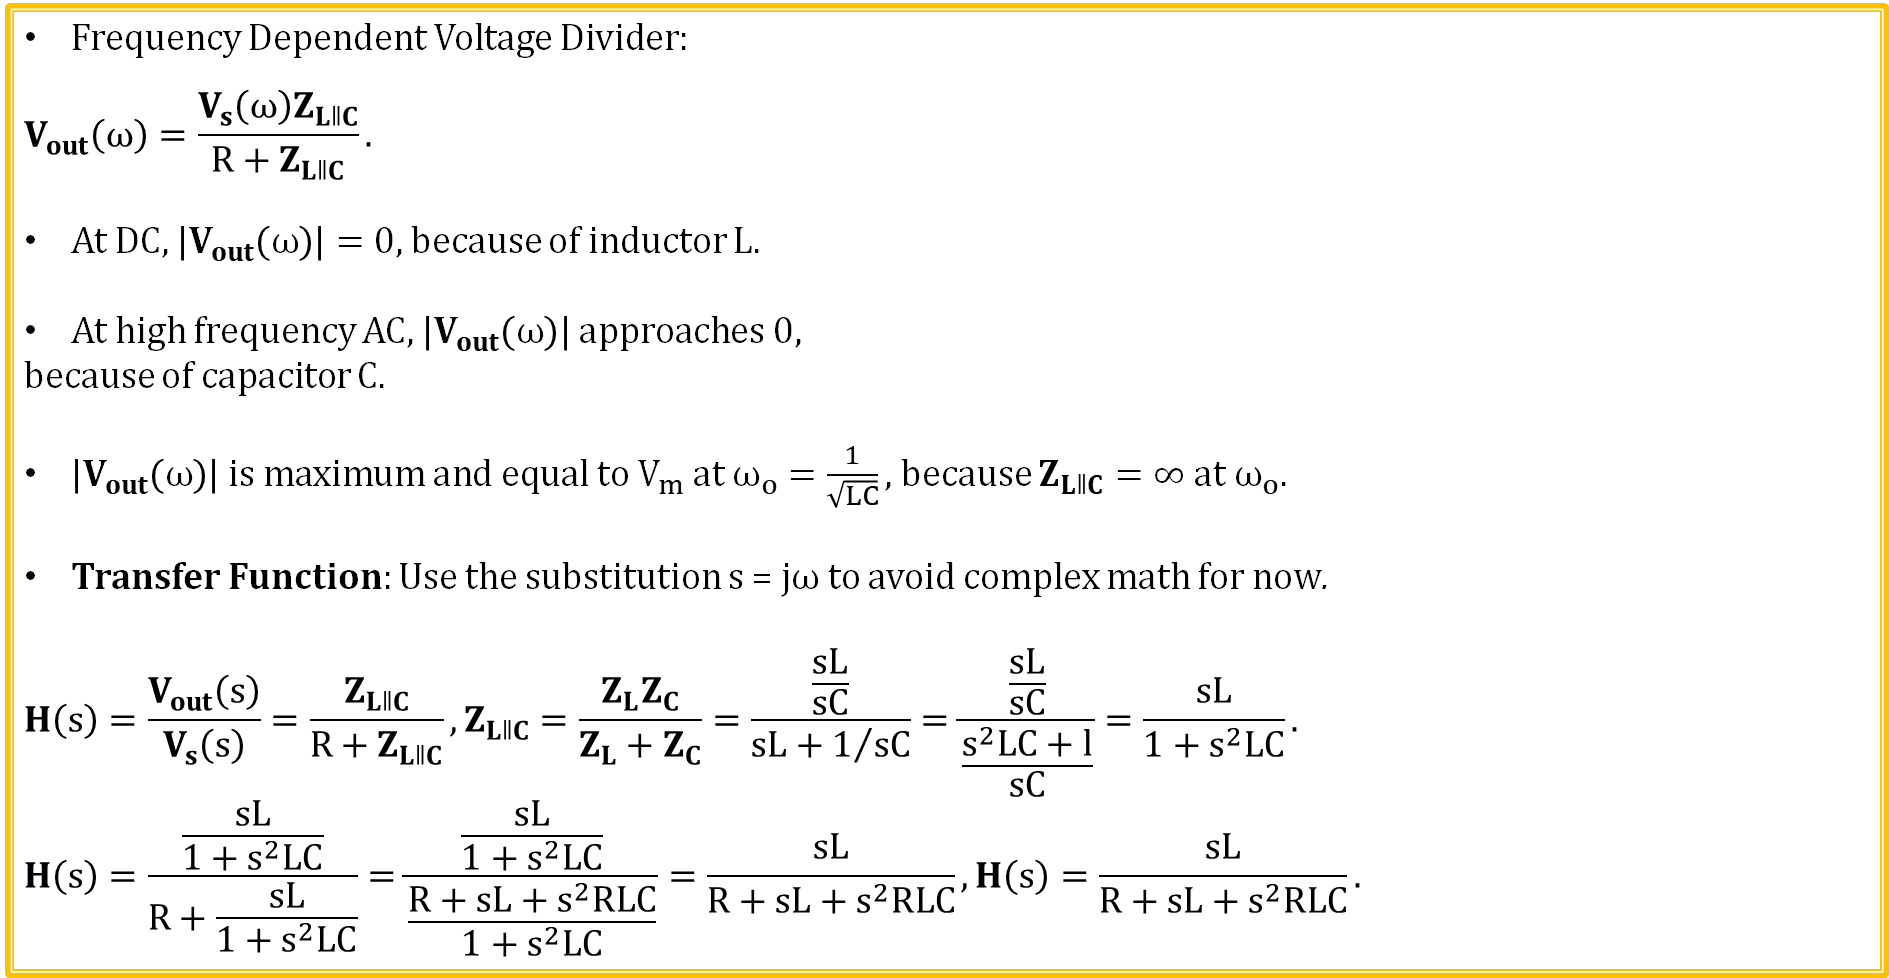 • Frequency Dependent Voltage Divider:
V_out(ω) = (V_s(ω)Z_L∥C)/(R + Z_L∥C).
• At DC, |V_out(ω)| = 0, because of inductor L.
• At high frequency AC, |V_out(ω)| approaches 0,
because of capacitor C.
• |V_out(ω)| is maximum and equal to V_m at ω_o = 1/√LC, because Z_L∥C = ∞ at ω_o.
• Transfer Function: Use the substitution s = jω to avoid complex math for now.
H(s) = V_out(s)/V_s(s) = Z_L∥C/(R + Z_L∥C), Z_L∥C = (Z_L Z_C)/(Z_L + Z_C) = (sL/sC)/(sL + 1/sC) = (sL/sC)/((s²LC + l)/sC) = sL/(1 + s²LC).
H(s) = (sL/(1 + s²LC))/(R + sL/(1 + s²LC)) = (sL/(1 + s²LC))/((R + sL + s²RLC)/(1 + s²LC)) = sL/(R + sL + s²RLC), H(s) = sL/(R + sL + s²RLC).